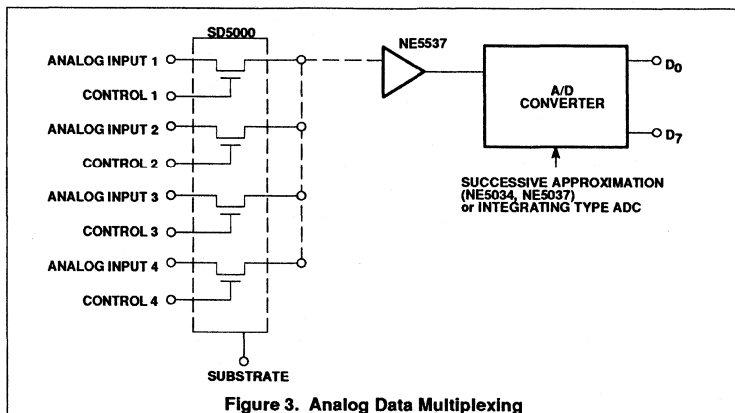 SD5000
NE5537
ANALOG INPUT 1
CONTROL 1
ANALOG INPUT 2
CONTROL 2
ANALOG INPUT 3
CONTROL 3
ANALOG INPUT 4
CONTROL 4
SUBSTRATE
A/D
CONVERTER
D0
D7
SUCCESSIVE APPROXIMATION
(NE5034, NE5037)
or INTEGRATING TYPE ADC
Figure 3. Analog Data Multiplexing